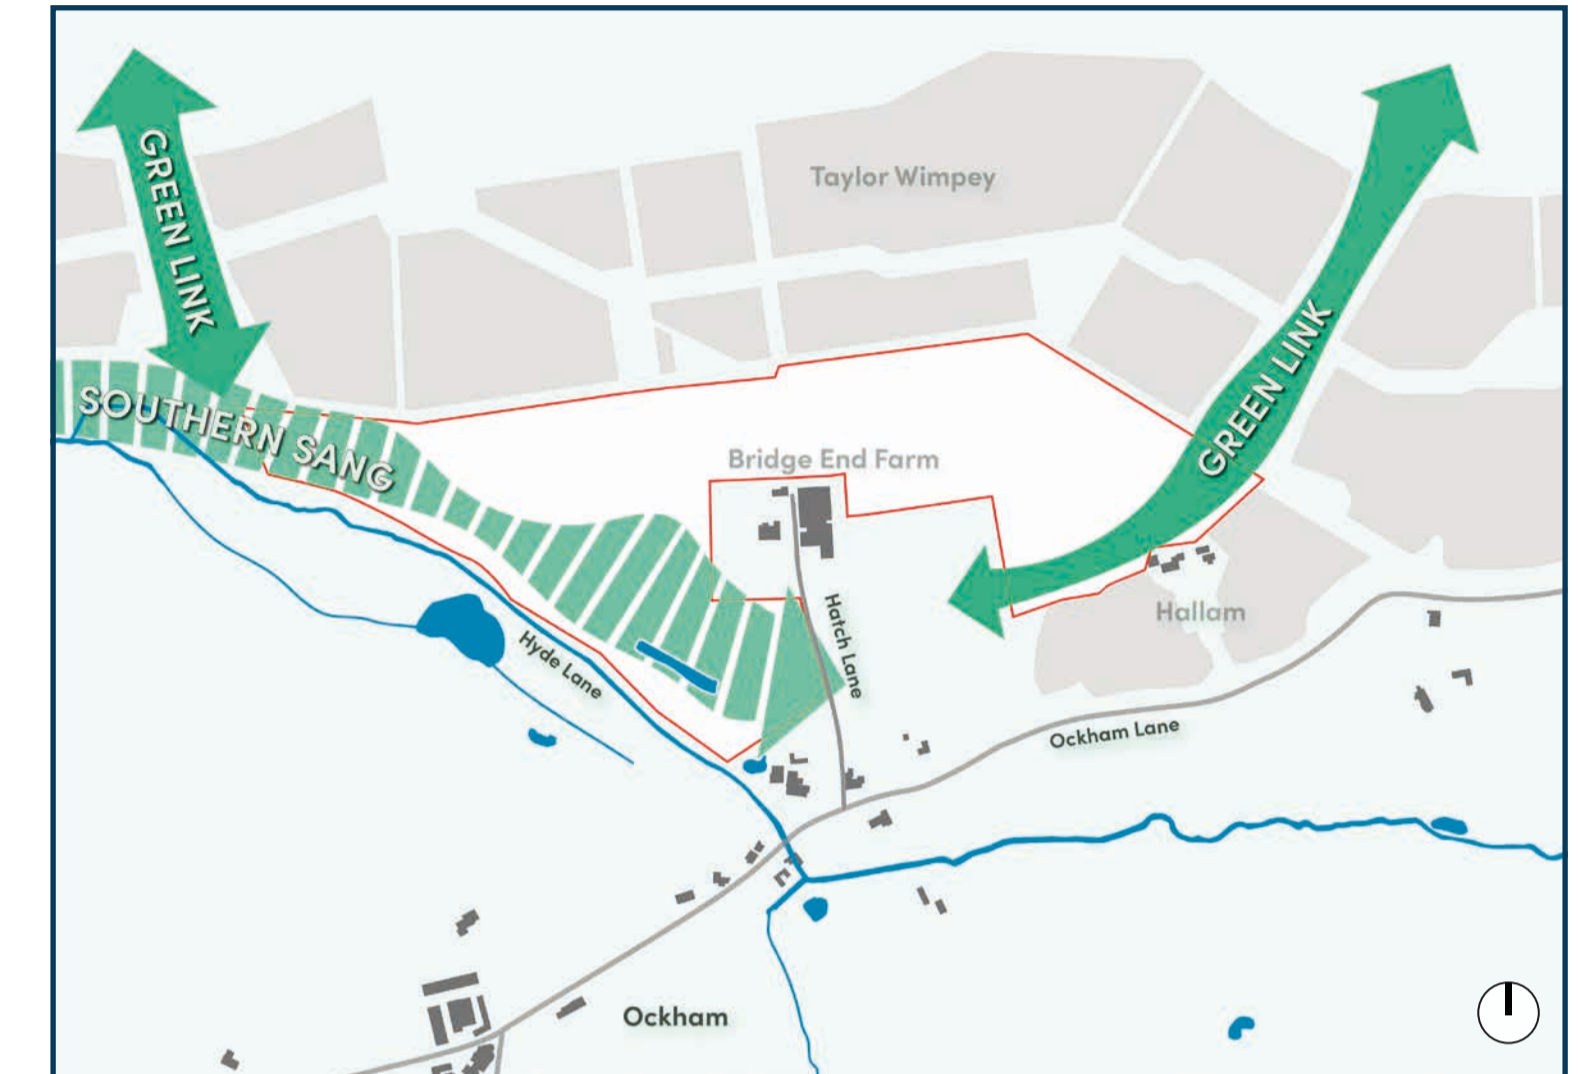 GREEN LINK
Taylor Wimpey
GREEN LINK
SOUTHERN SANG
Bridge End Farm
Hatch Lane
Hyde Lane
Hallam
Ockham Lane
Ockham